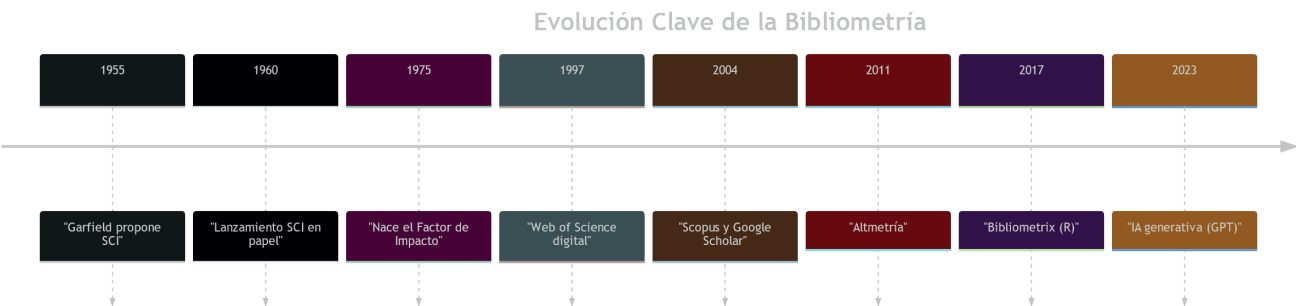 Evolución Clave de la Bibliometría
1955
1960
1975
1997
2004
2011
2017
2023
"Garfield propone
SCI"
"Lanzamiento SCI en
papel"
"Nace el Factor de
Impacto"
"Web of Science
digital"
"Scopus y Google
Scholar"
"Altmetría"
"Bibliometrix (R)"
"IA generativa (GPT)"